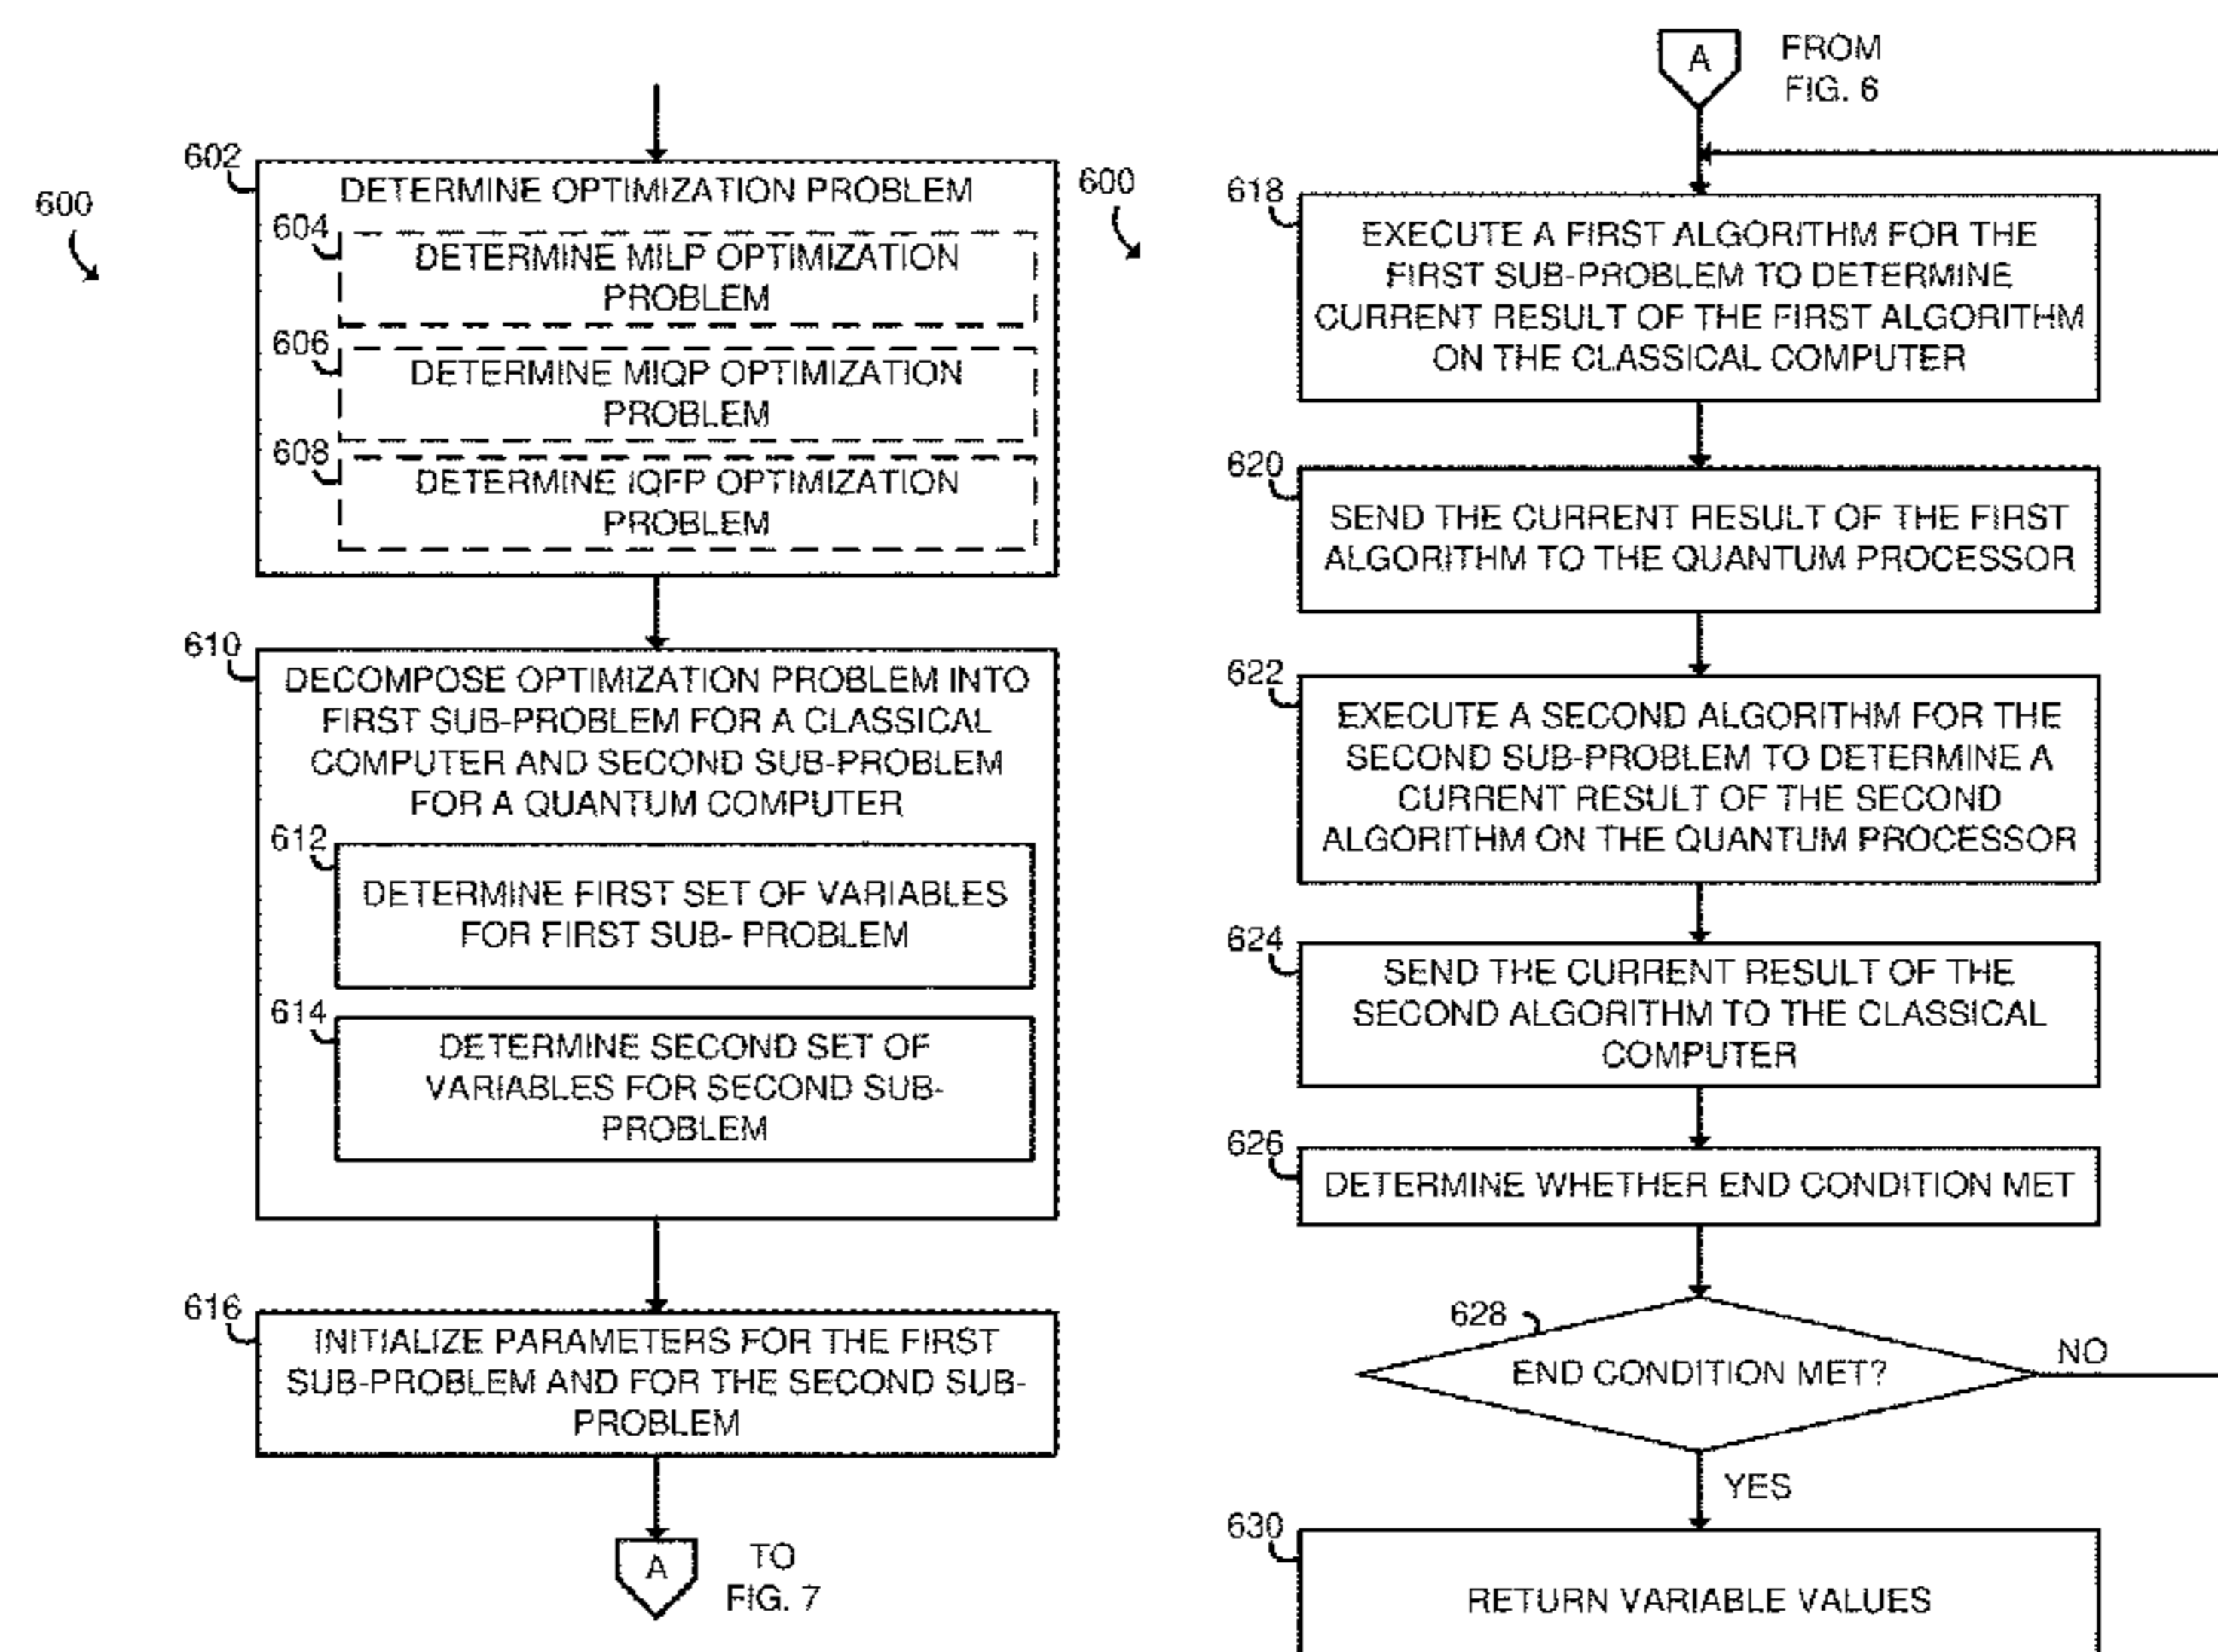 600
602
DETERMINE OPTIMIZATION PROBLEM
604
DETERMINE MILP OPTIMIZATION
PROBLEM
606
DETERMINE MIQP OPTIMIZATION
PROBLEM
608
DETERMINE IQFP OPTIMIZATION
PROBLEM
610
DECOMPOSE OPTIMIZATION PROBLEM INTO
FIRST SUB-PROBLEM FOR A CLASSICAL
COMPUTER AND SECOND SUB-PROBLEM
FOR A QUANTUM COMPUTER
612
DETERMINE FIRST SET OF VARIABLES
FOR FIRST SUB- PROBLEM
614
DETERMINE SECOND SET OF
VARIABLES FOR SECOND SUB-
PROBLEM
616
INITIALIZE PARAMETERS FOR THE FIRST
SUB-PROBLEM AND FOR THE SECOND SUB-
PROBLEM
A
TO
FIG. 7
600
A
FROM
FIG. 6
618
EXECUTE A FIRST ALGORITHM FOR THE
FIRST SUB-PROBLEM TO DETERMINE
CURRENT RESULT OF THE FIRST ALGORITHM
ON THE CLASSICAL COMPUTER
620
SEND THE CURRENT RESULT OF THE FIRST
ALGORITHM TO THE QUANTUM PROCESSOR
622
EXECUTE A SECOND ALGORITHM FOR THE
SECOND SUB-PROBLEM TO DETERMINE A
CURRENT RESULT OF THE SECOND
ALGORITHM ON THE QUANTUM PROCESSOR
624
SEND THE CURRENT RESULT OF THE
SECOND ALGORITHM TO THE CLASSICAL
COMPUTER
626
DETERMINE WHETHER END CONDITION MET
628
END CONDITION MET?
NO
YES
630
RETURN VARIABLE VALUES